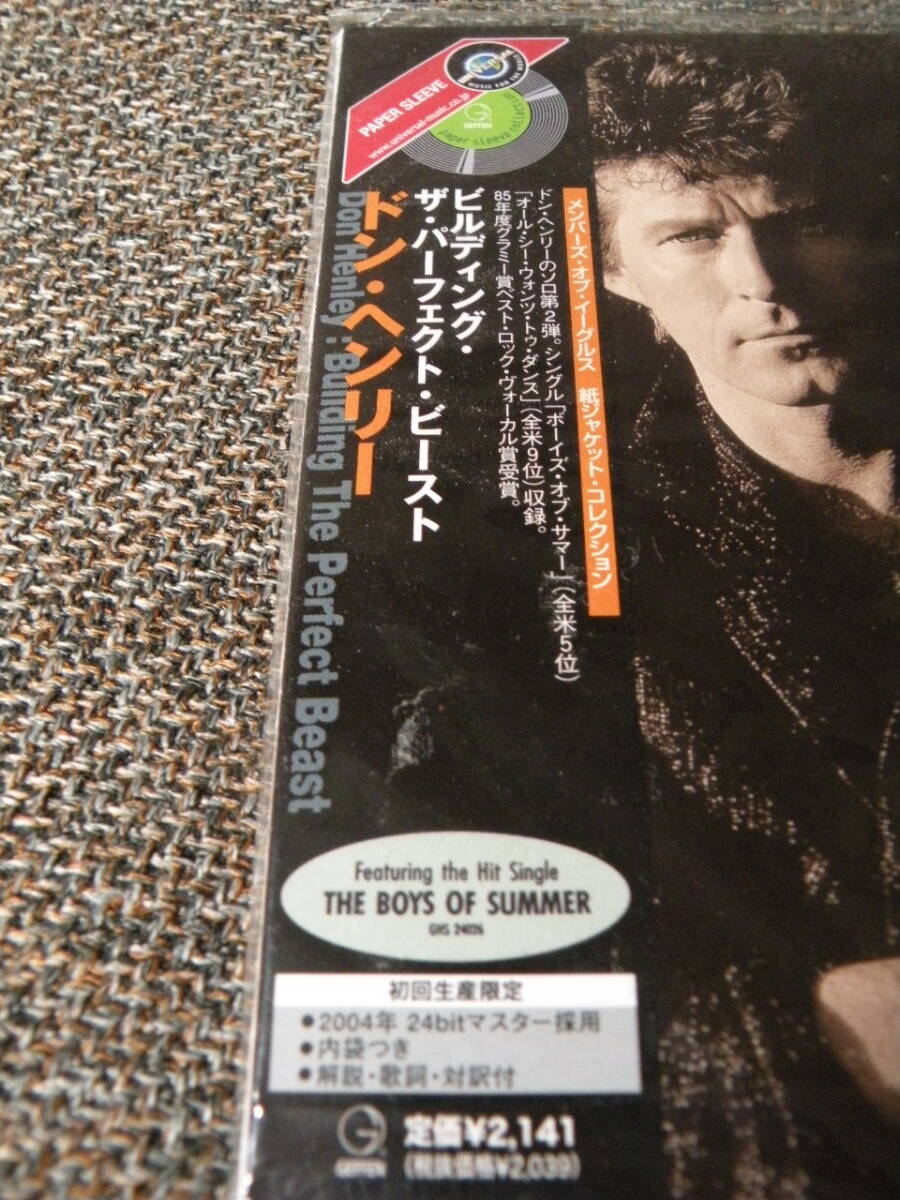 PAPER SLEEVE
www.universal-music.co.jp
MUSIC FOR THE WORLD
GEFFEN
paper sleeve collection
メンバーズ・オブ・イーグルス 紙ジャケット・コレクション
ドン・ヘンリーのソロ第2弾。シングル「ボーイズ・オブ・サマー」(全米5位)
「オール・シー・ウォンツ・トゥ・ダンス」(全米9位)収録。
85年度グラミー賞ベスト・ロック・ヴォーカル賞受賞。
ビルディング・
ザ・パーフェクト・ビースト
ドン・ヘンリー
Don Henley : Building The Perfect Beast
Featuring the Hit Single
THE BOYS OF SUMMER
GHS 24026
初回生産限定
●2004年 24bitマスター採用
●内袋つき
●解説・歌詞・対訳付
GEFFEN
定価¥2,141
(税抜価格¥2,039)